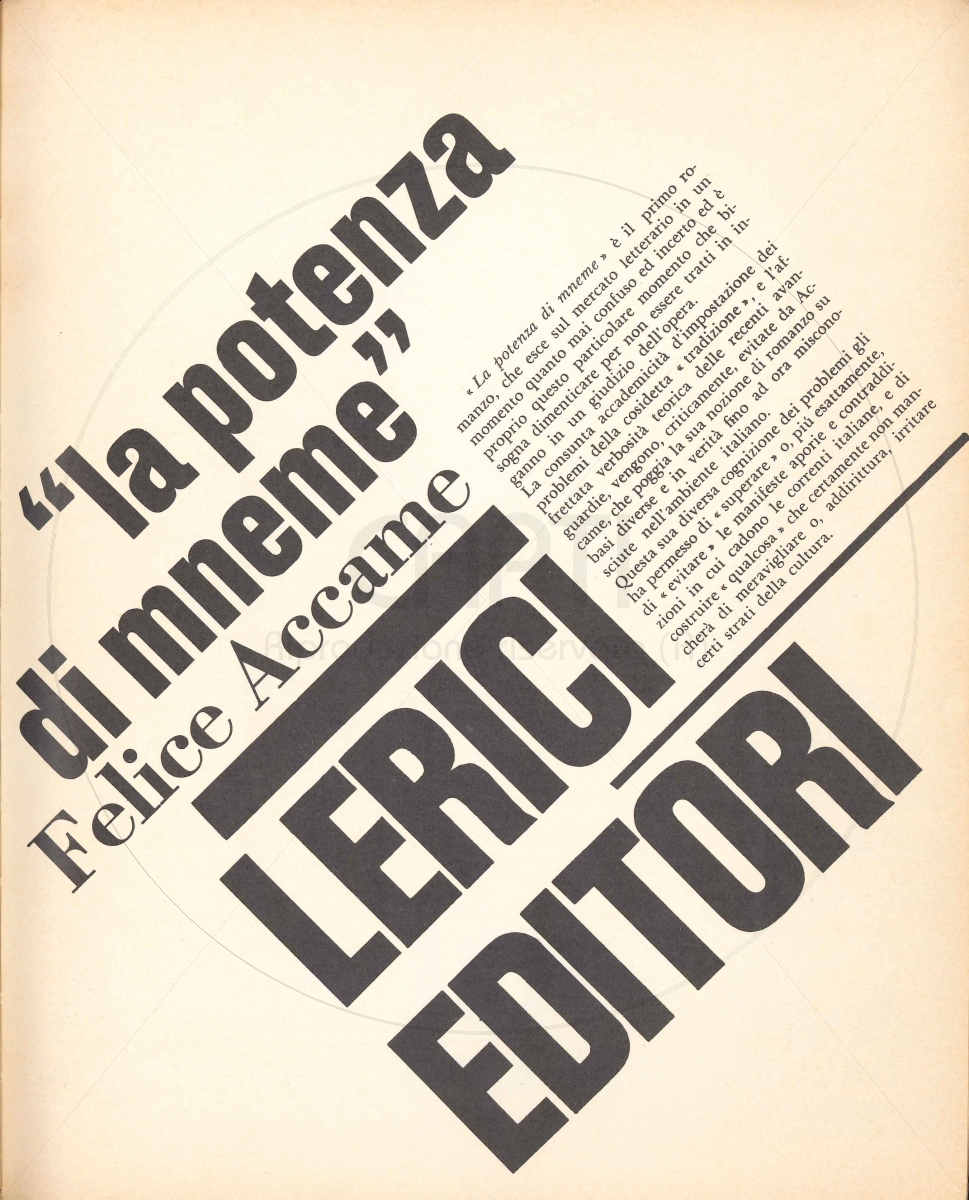 “la potenza
di mneme”
Felice Accame
« La potenza di mneme » è il primo ro-
manzo, che esce sul mercato letterario in un
momento quanto mai confuso ed incerto ed è
proprio questo particolare momento che bi-
sogna dimenticare per non essere tratti in in-
ganno in un giudizio dell'opera.
La consunta accademicità d'impostazione dei
problemi della cosidetta « tradizione », e l'af-
frettata verbosità teorica delle recenti avan-
guardie, vengono, criticamente, evitate da Ac-
came, che poggia la sua nozione di romanzo su
basi diverse e in verità fino ad ora miscono-
sciute nell'ambiente italiano.
Questa sua diversa cognizione dei problemi gli
ha permesso di « superare » o, più esattamente,
di « evitare » le manifeste aporie e contraddi-
zioni in cui cadono le correnti italiane, e di
costruire « qualcosa » che certamente non man-
cherà di meravigliare o, addirittura, irritare
certi strati della cultura.
LERICI
EDITORI